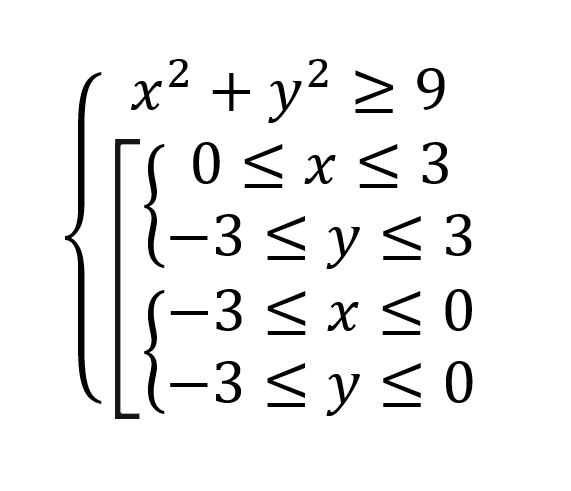 x² + y² ≥ 9
0 ≤ x ≤ 3
−3 ≤ y ≤ 3
−3 ≤ x ≤ 0
−3 ≤ y ≤ 0